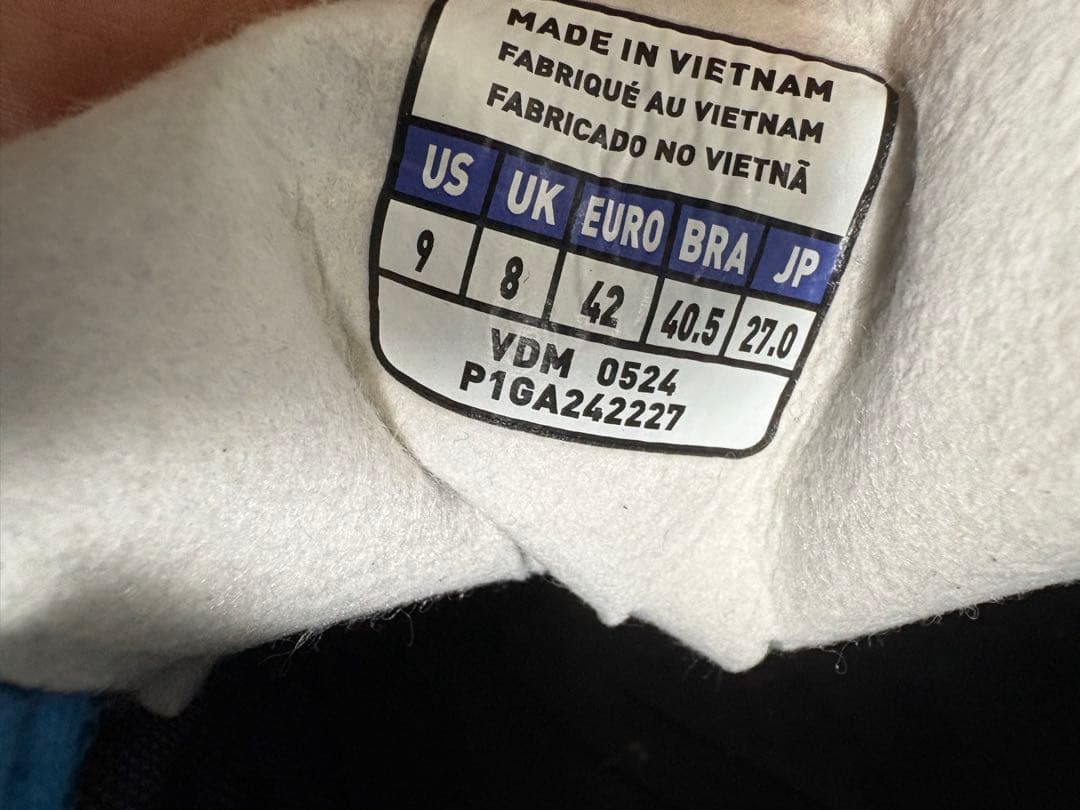 MADE IN VIETNAM
FABRIQUÉ AU VIETNAM
FABRICADO NO VIETNÃ
US UK EURO BRA JP
9 8 42 40.5 27.0
VDM 0524
P1GA242227